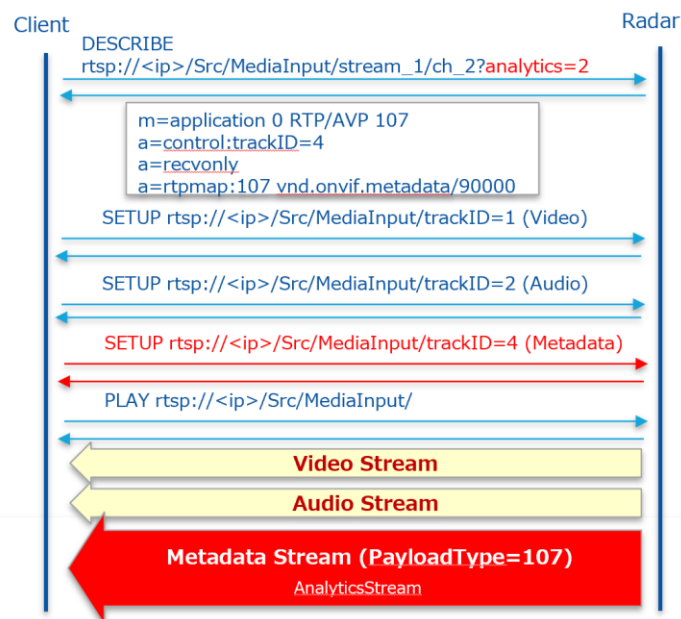 Client
Radar
DESCRIBE
rtsp://<ip>/Src/MediaInput/stream_1/ch_2?analytics=2
m=application 0 RTP/AVP 107
a=control:trackID=4
a=recvonly
a=rtpmap:107 vnd.onvif.metadata/90000
SETUP rtsp://<ip>/Src/MediaInput/trackID=1 (Video)
SETUP rtsp://<ip>/Src/MediaInput/trackID=2 (Audio)
SETUP rtsp://<ip>/Src/MediaInput/trackID=4 (Metadata)
PLAY rtsp://<ip>/Src/MediaInput/
Video Stream
Audio Stream
Metadata Stream (PayloadType=107)
AnalyticsStream